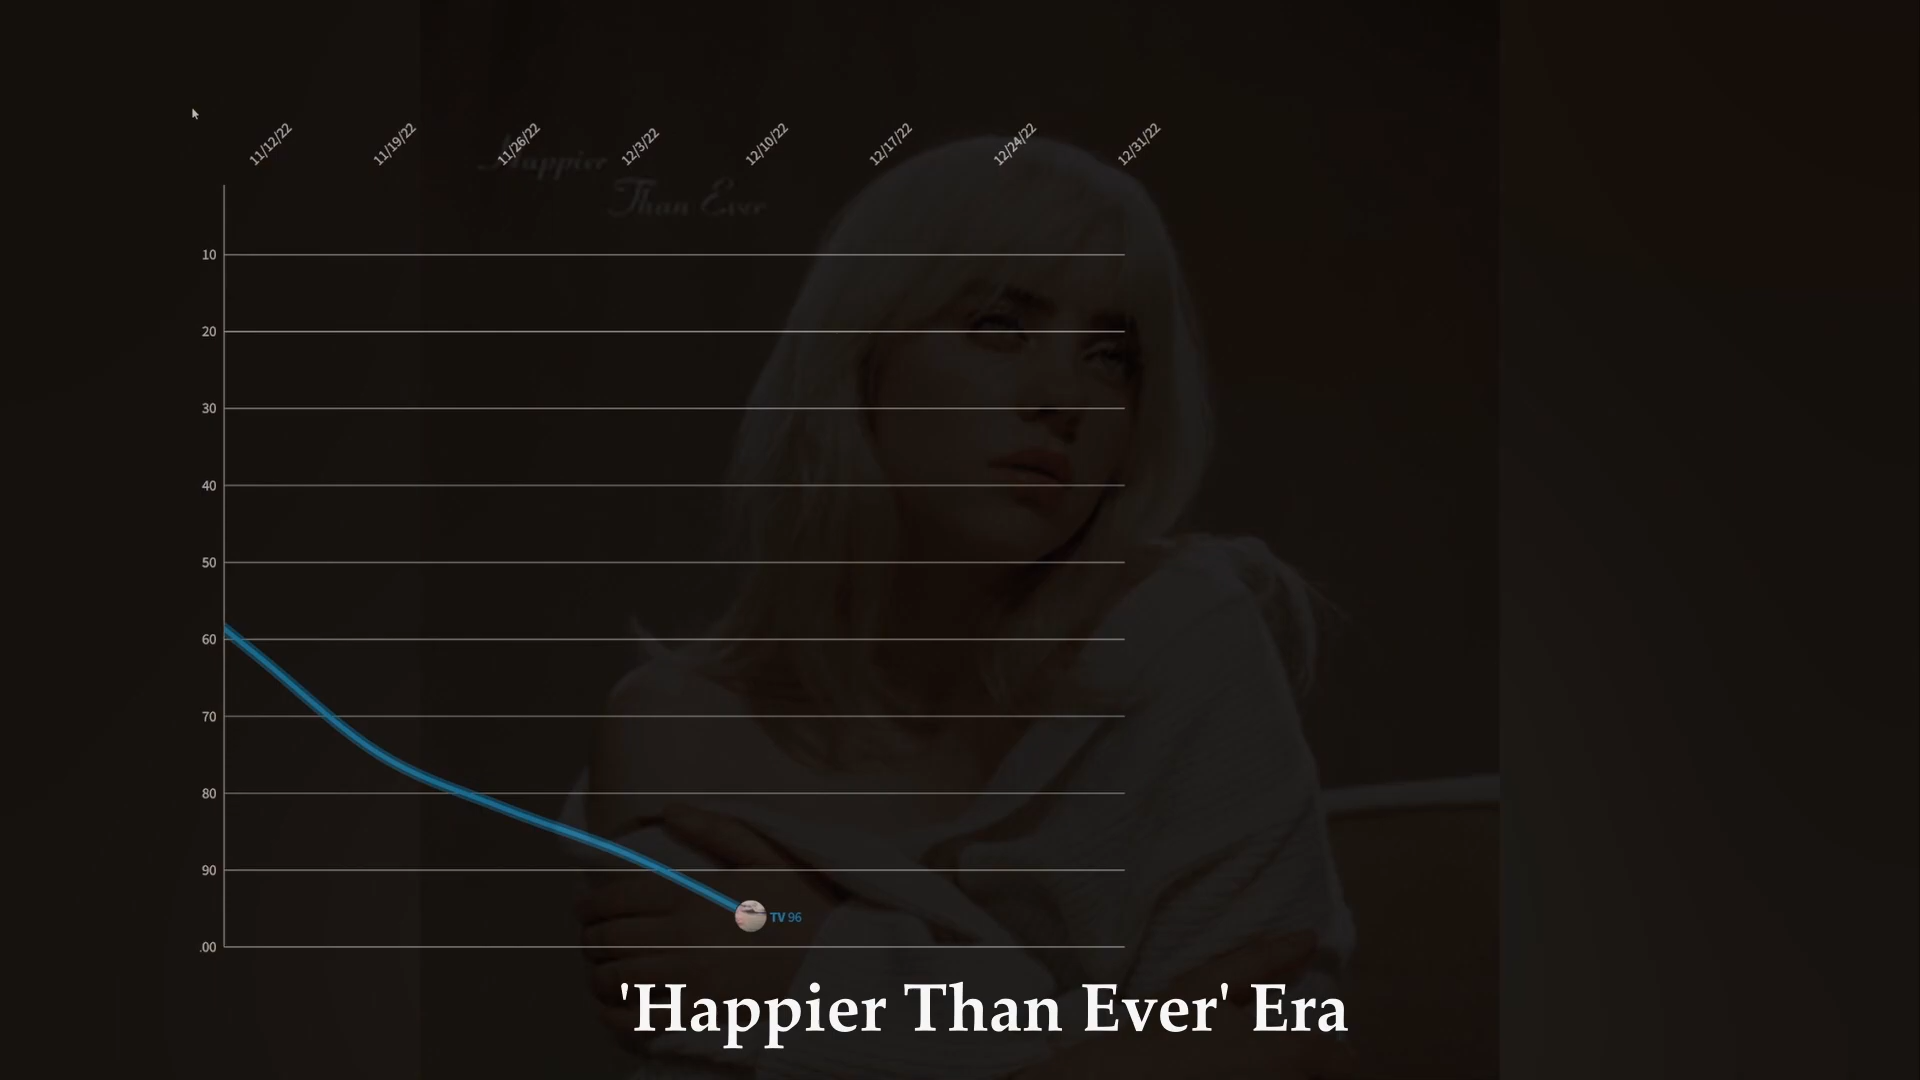 11/12/22 11/19/22 11/26/22 12/3/22 12/10/22 12/17/22 12/24/22 12/31/22
Happier
Than Ever
10
20
30
40
50
60
70
80
90
TV 96
.00
'Happier Than Ever' Era